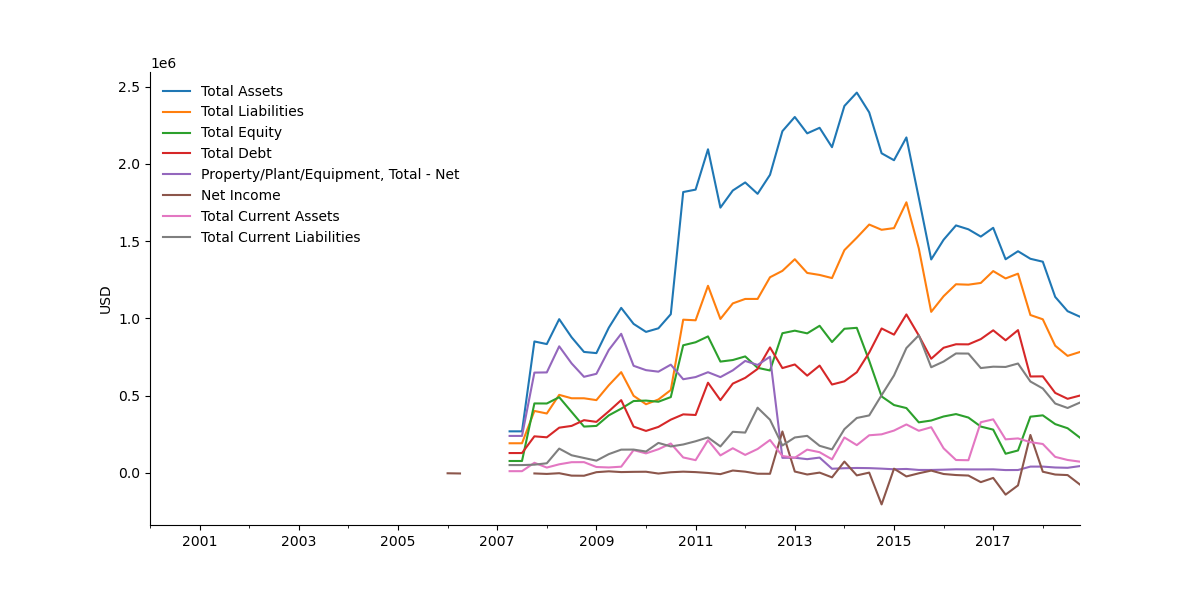 1e6
2.5
2.0
1.5
1.0
0.5
0.0
USD
Total Assets
Total Liabilities
Total Equity
Total Debt
Property/Plant/Equipment, Total - Net
Net Income
Total Current Assets
Total Current Liabilities
2001 2003 2005 2007 2009 2011 2013 2015 2017